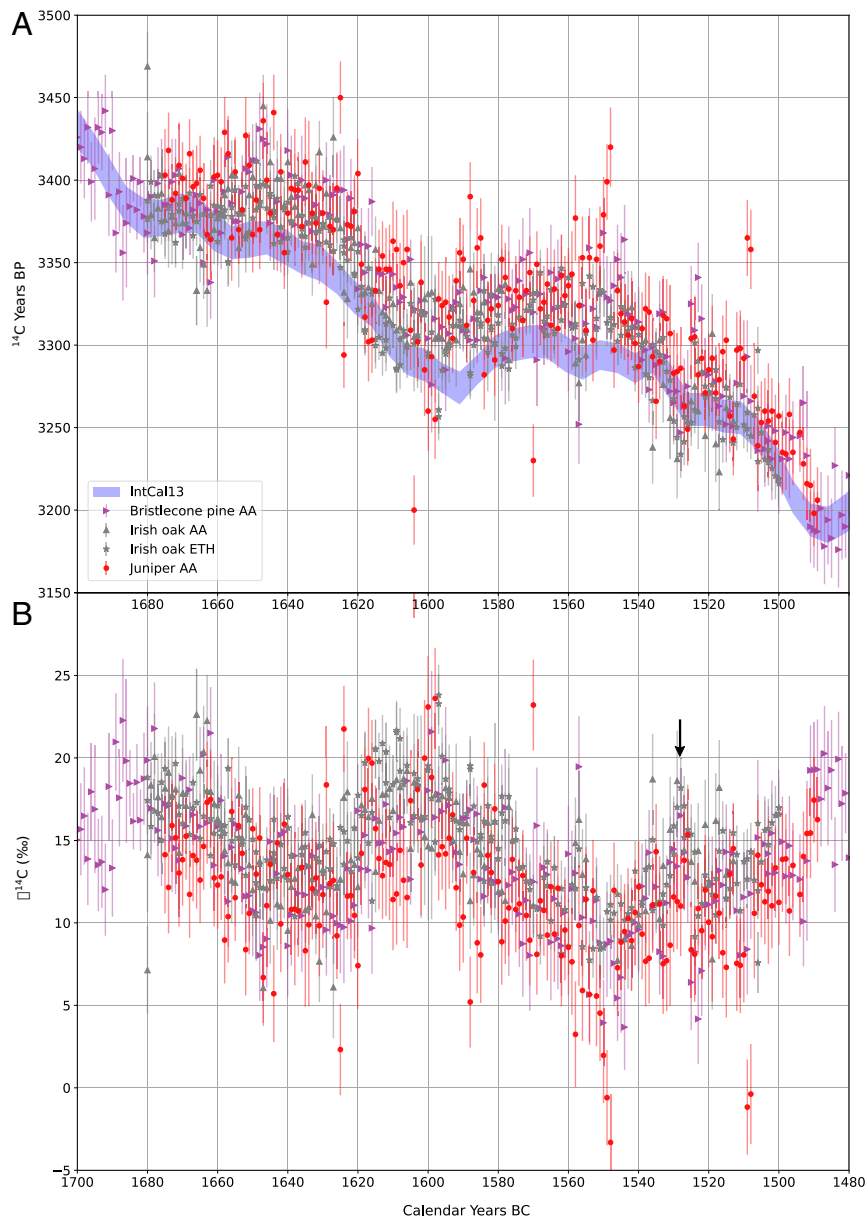 A
3500
3450
3400
3350
3300
3250
3200
3150
¹⁴C Years BP
IntCal13
Bristlecone pine AA
Irish oak AA
Irish oak ETH
Juniper AA
1680 1660 1640 1620 1600 1580 1560 1540 1520 1500
B
25
20
15
10
5
0
−5
□¹⁴C (‰)
1700 1680 1660 1640 1620 1600 1580 1560 1540 1520 1500 1480
Calendar Years BC